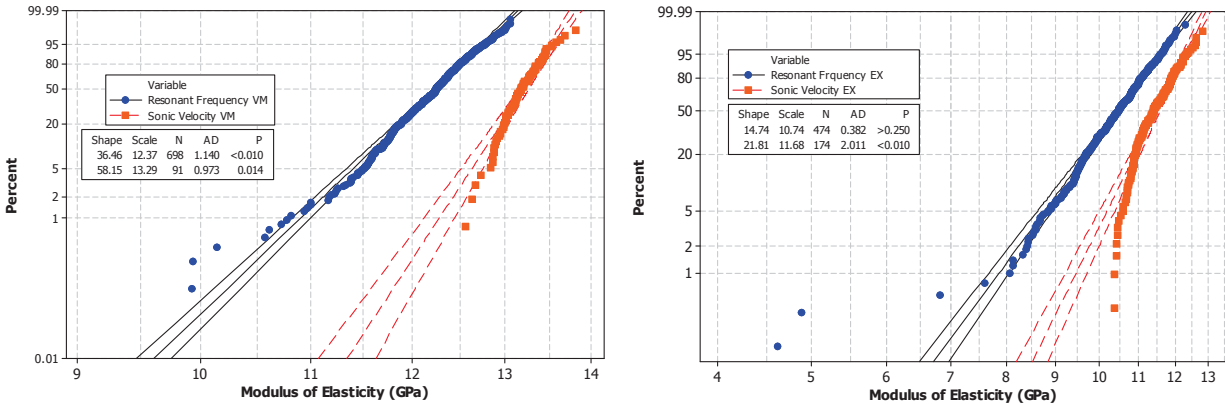 99.99
95
80
50
20
5
2
1
0.01
Percent
Variable
Resonant Frequency VM
Sonic Velocity VM
Shape Scale N AD P
36.46 12.37 698 1.140 <0.010
58.15 13.29 91 0.973 0.014
9 10 11 12 13 14
Modulus of Elasticity (GPa)
99.99
95
80
50
20
5
2
1
Percent
Variable
Resonant Frquency EX
Sonic Velocity EX
Shape Scale N AD P
14.74 10.74 474 0.382 >0.250
21.81 11.68 174 2.011 <0.010
4 5 7 8 9 10 11 12 13
Modulus of Elasticity (GPa)